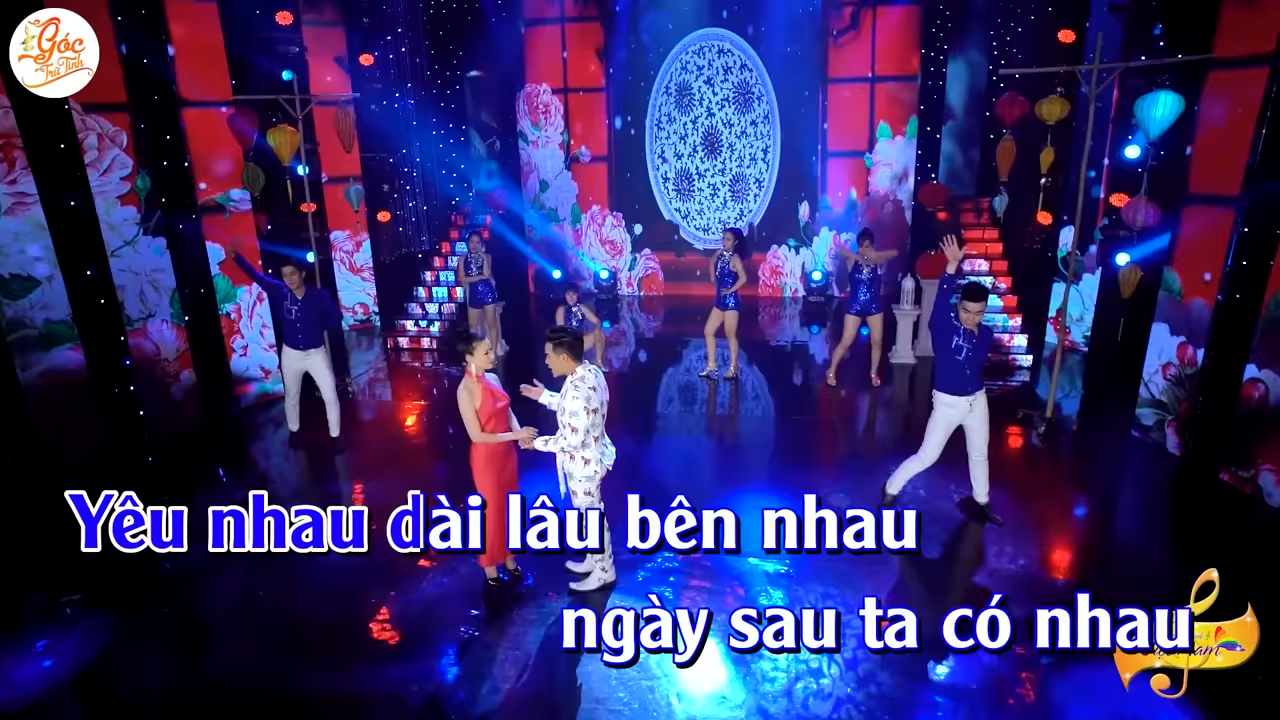 Góc
Trữ Tình
Yêu nhau dài lâu bên nhau
ngày sau ta có nhau